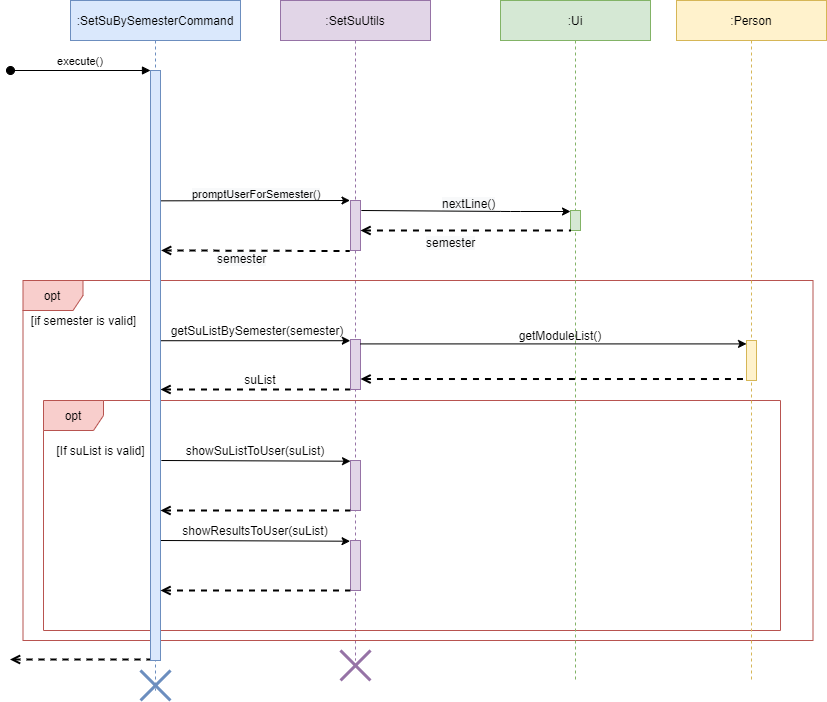 :SetSuBySemesterCommand
:SetSuUtils
:Ui
:Person
execute()
promptUserForSemester()
nextLine()
semester
semester
opt
[if semester is valid]
getSuListBySemester(semester)
getModuleList()
suList
opt
[If suList is valid]
showSuListToUser(suList)
showResultsToUser(suList)